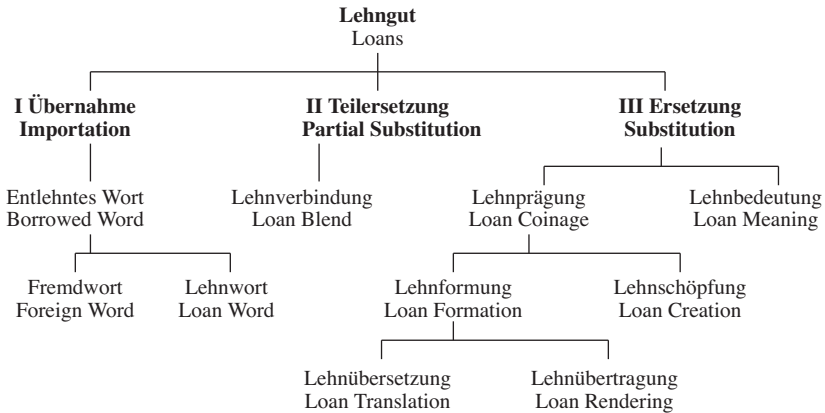 Lehngut
Loans
I Übernahme
Importation
II Teilersetzung
Partial Substitution
III Ersetzung
Substitution
Entlehntes Wort
Borrowed Word
Lehnverbindung
Loan Blend
Lehnprägung
Loan Coinage
Lehnbedeutung
Loan Meaning
Fremdwort
Foreign Word
Lehnwort
Loan Word
Lehnformung
Loan Formation
Lehnschöpfung
Loan Creation
Lehnübersetzung
Loan Translation
Lehnübertragung
Loan Rendering